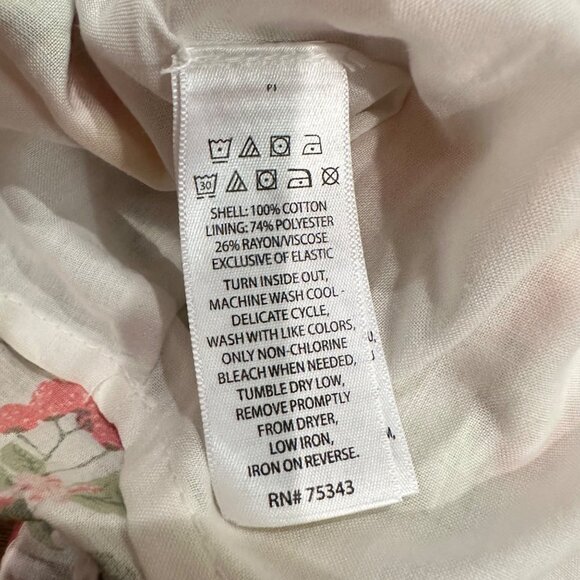 30
SHELL: 100% COTTON
LINING: 74% POLYESTER
26% RAYON/VISCOSE
EXCLUSIVE OF ELASTIC
TURN INSIDE OUT,
MACHINE WASH COOL -
DELICATE CYCLE,
WASH WITH LIKE COLORS,
ONLY NON-CHLORINE
BLEACH WHEN NEEDED,
TUMBLE DRY LOW,
REMOVE PROMPTLY
FROM DRYER,
LOW IRON,
IRON ON REVERSE.
RN# 75343